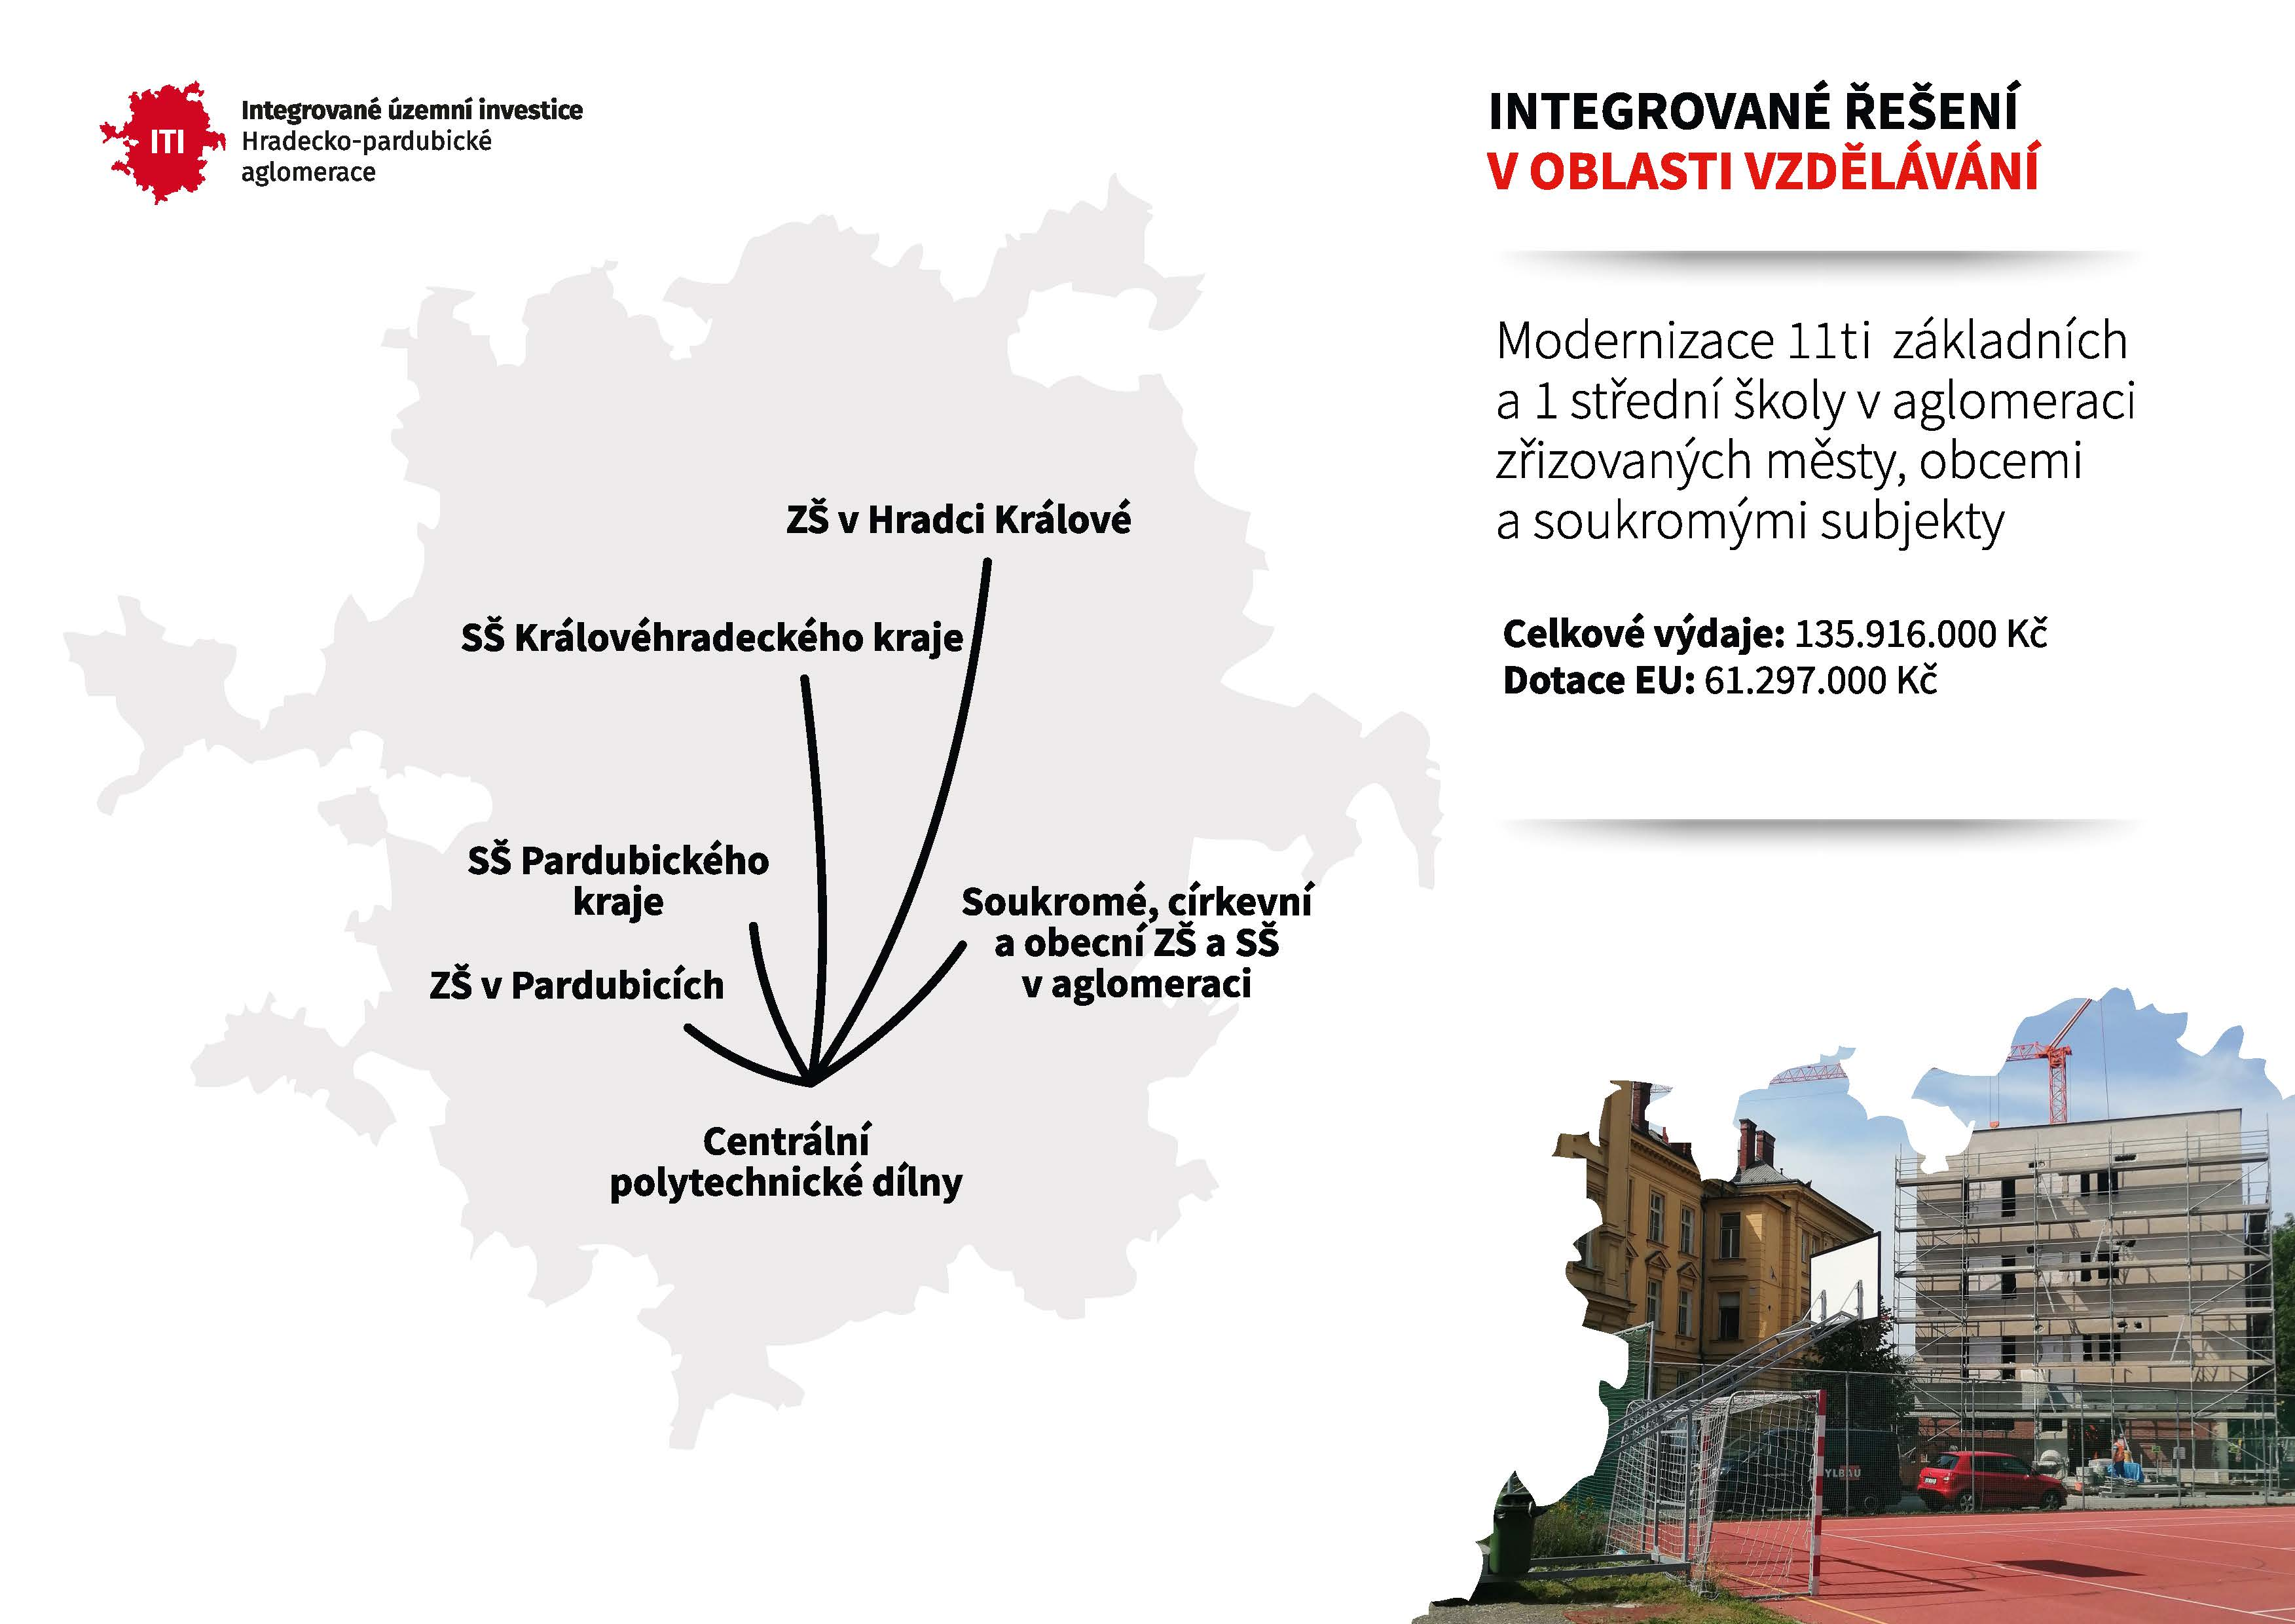 ITI
Integrované územní investice
Hradecko-pardubické
aglomerace
INTEGROVANÉ ŘEŠENÍ
V OBLASTI VZDĚLÁVÁNÍ
Modernizace 11ti základních
a 1 střední školy v aglomeraci
zřizovaných městy, obcemi
a soukromými subjekty
Celkové výdaje: 135.916.000 Kč
Dotace EU: 61.297.000 Kč
ZŠ v Hradci Králové
SŠ Královéhradeckého kraje
SŠ Pardubického
kraje
Soukromé, církevní
a obecní ZŠ a SŠ
v aglomeraci
ZŠ v Pardubicích
Centrální
polytechnické dílny